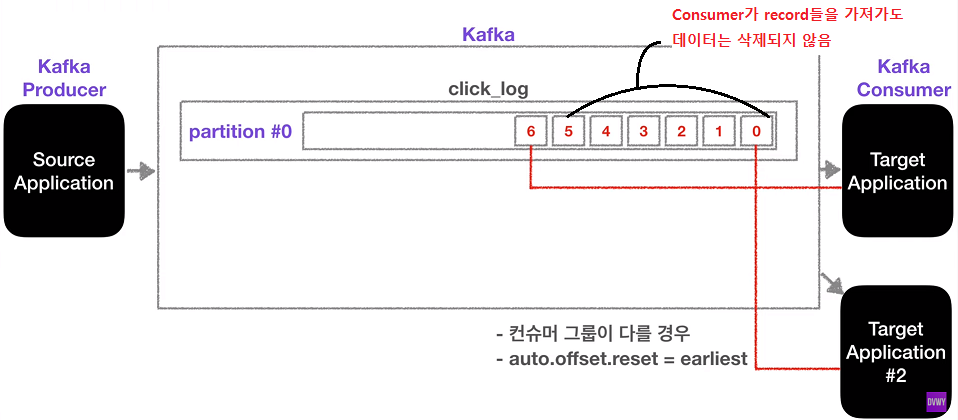 Consumer가 record들을 가져가도
데이터는 삭제되지 않음
Kafka
Kafka
Producer
Kafka
Consumer
click_log
partition #0
6 5 4 3 2 1 0
Source
Application
Target
Application
- 컨슈머 그룹이 다를 경우
- auto.offset.reset = earliest
Target
Application
#2
DVWY